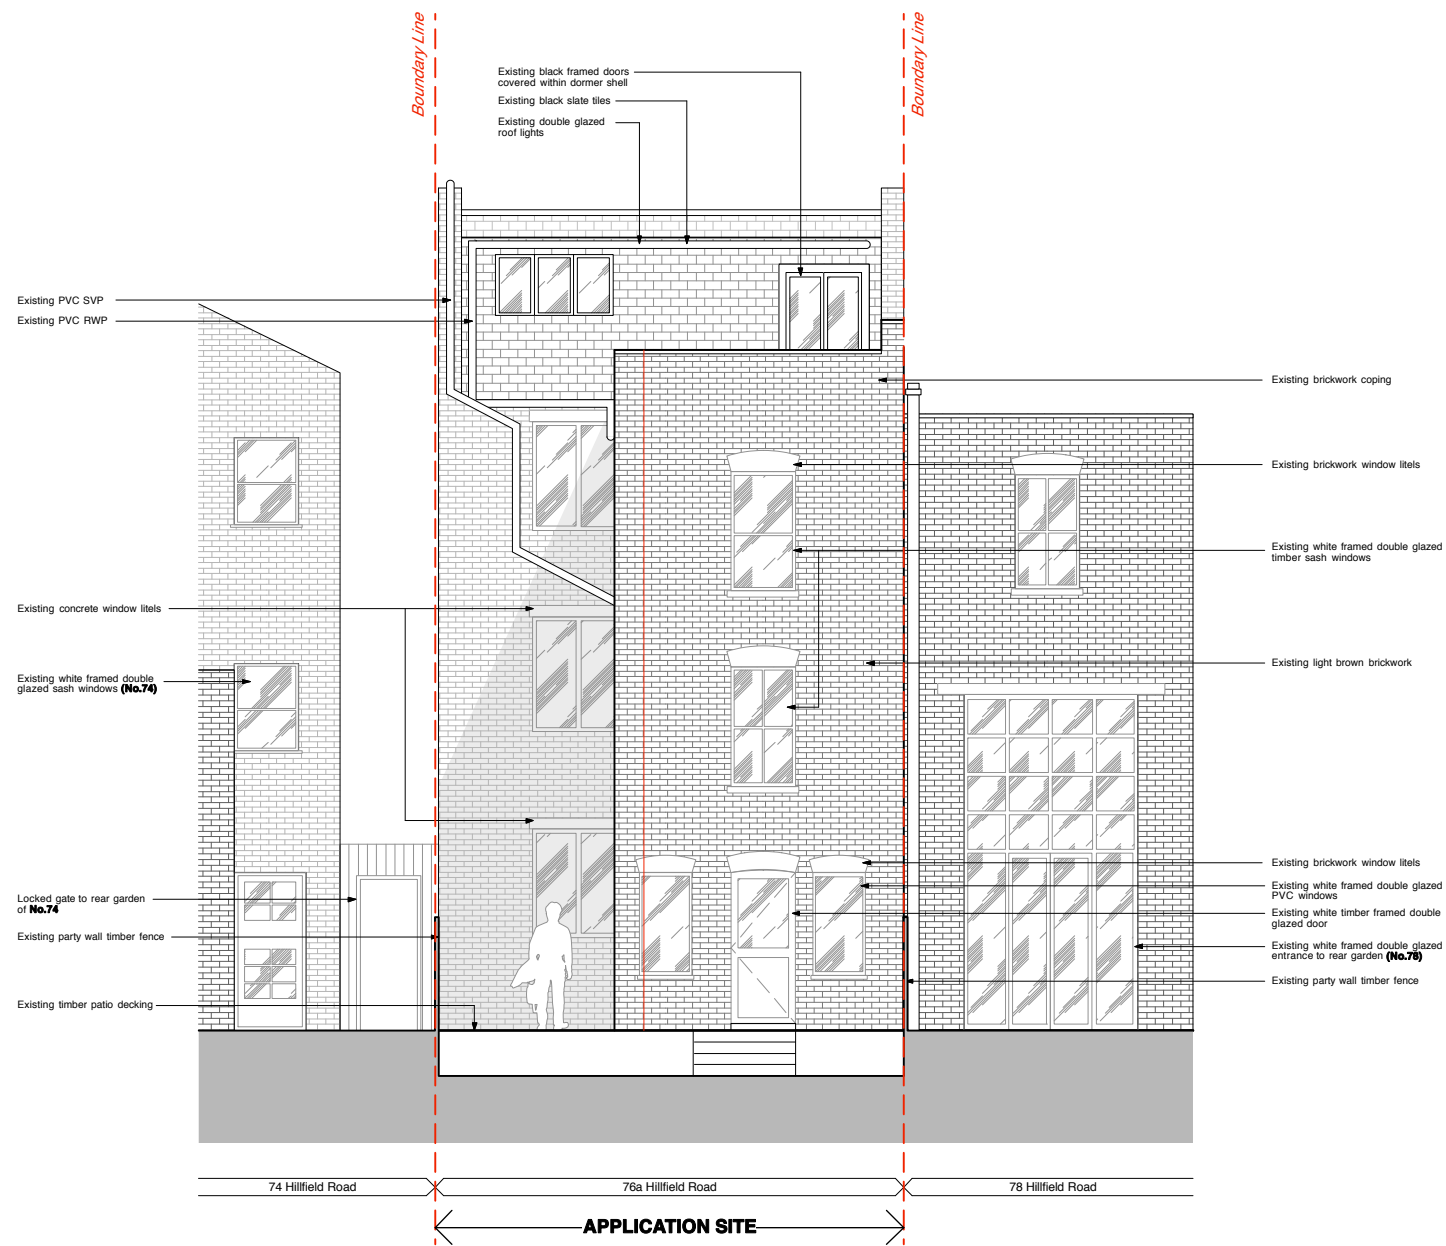 Boundary Line
Boundary Line
Existing black framed doors
covered within dormer shell
Existing black slate tiles
Existing double glazed
roof lights
Existing PVC SVP
Existing PVC RWP
Existing brickwork coping
Existing brickwork window litels
Existing white framed double glazed
timber sash windows
Existing concrete window litels
Existing light brown brickwork
Existing white framed double
glazed sash windows (No.74)
Existing brickwork window litels
Existing white framed double glazed
PVC windows
Locked gate to rear garden
of No.74
Existing white timber framed double
glazed door
Existing party wall timber fence
Existing white framed double glazed
entrance to rear garden (No.78)
Existing party wall timber fence
Existing timber patio decking
74 Hillfield Road
76a Hillfield Road
78 Hillfield Road
APPLICATION SITE